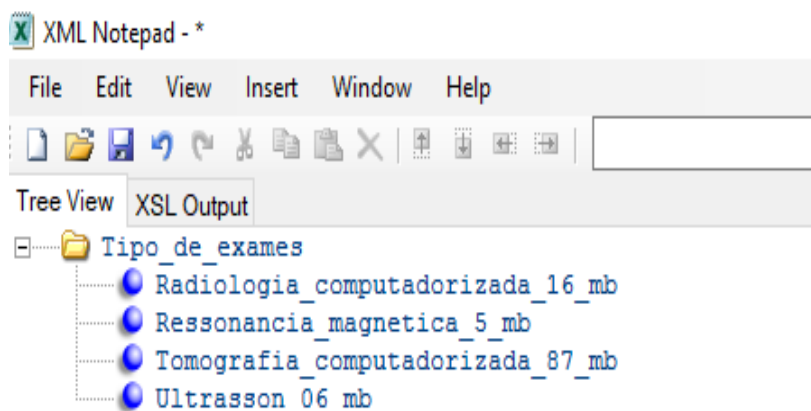 XML Notepad - *
File Edit View Insert Window Help
Tree View XSL Output
Tipo_de_exames
Radiologia_computadorizada_16_mb
Ressonancia_magnetica_5_mb
Tomografia_computadorizada_87_mb
Ultrasson_06_mb